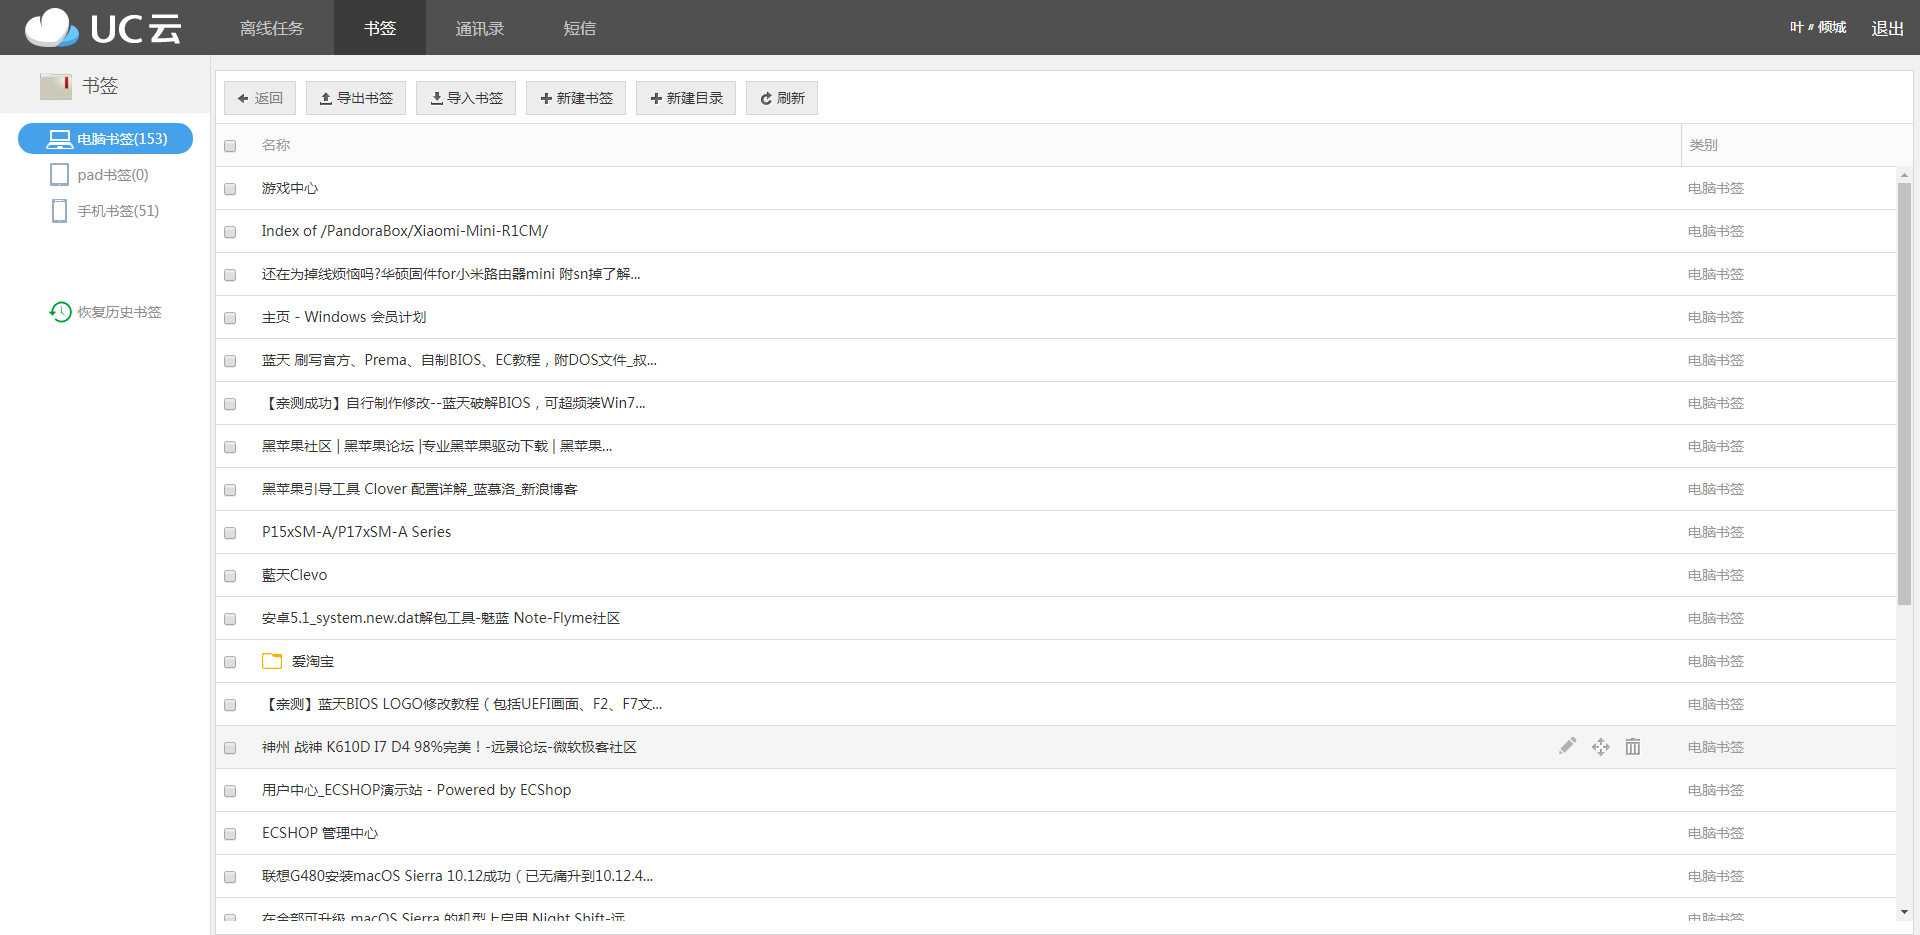 UC云 离线任务 书签 通讯录 短信 叶〃倾城 退出
书签
电脑书签(153)
pad书签(0)
手机书签(51)
恢复历史书签
返回 导出书签 导入书签 新建书签 新建目录 刷新
名称 类别
游戏中心 电脑书签
Index of /PandoraBox/Xiaomi-Mini-R1CM/ 电脑书签
还在为掉线烦恼吗?华硕固件for小米路由器mini 附sn掉了解... 电脑书签
主页 - Windows 会员计划 电脑书签
蓝天 刷写官方、Prema、自制BIOS、EC教程，附DOS文件_叔... 电脑书签
【亲测成功】自行制作修改--蓝天破解BIOS，可超频装Win7... 电脑书签
黑苹果社区 | 黑苹果论坛 |专业黑苹果驱动下载 | 黑苹果... 电脑书签
黑苹果引导工具 Clover 配置详解_蓝慕洛_新浪博客 电脑书签
P15xSM-A/P17xSM-A Series 电脑书签
藍天Clevo 电脑书签
安卓5.1_system.new.dat解包工具-魅蓝 Note-Flyme社区 电脑书签
爱淘宝 电脑书签
【亲测】蓝天BIOS LOGO修改教程（包括UEFI画面、F2、F7文... 电脑书签
神州 战神 K610D I7 D4 98%完美！-远景论坛-微软极客社区 电脑书签
用户中心_ECSHOP演示站 - Powered by ECShop 电脑书签
ECSHOP 管理中心 电脑书签
联想G480安装macOS Sierra 10.12成功（已无痛升到10.12.4... 电脑书签
在全部可升级 macOS Sierra 的机型上启用 Night Shift-远... 电脑书签